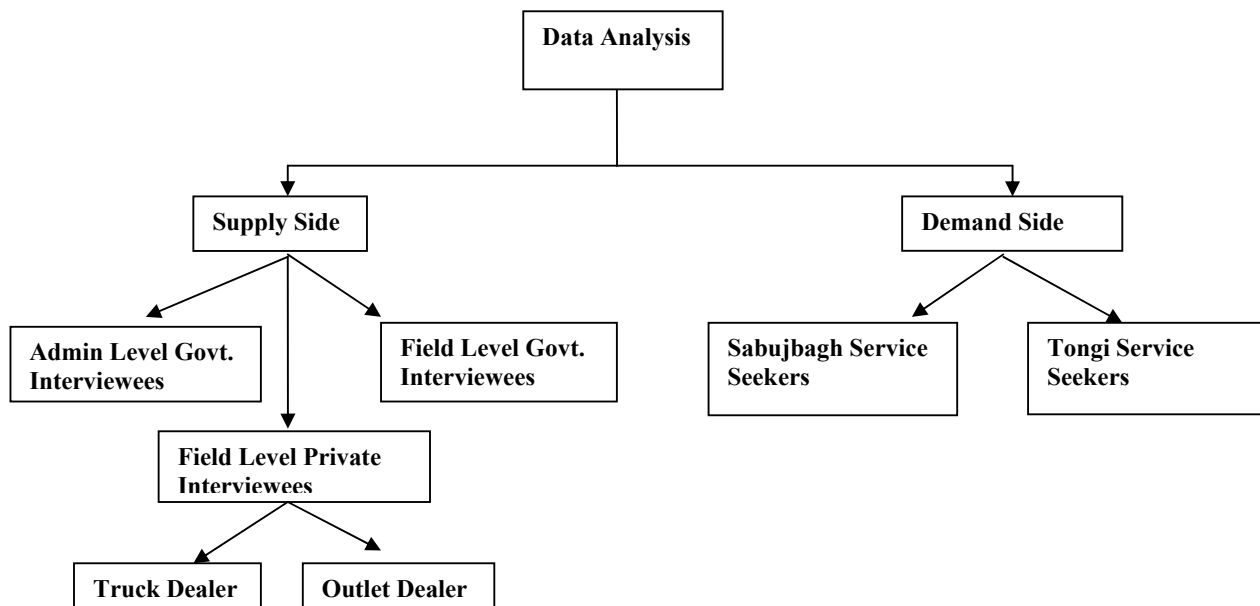 Data Analysis
Supply Side
Demand Side
Admin Level Govt.
Interviewees
Field Level Govt.
Interviewees
Sabujbagh Service
Seekers
Tongi Service
Seekers
Field Level Private
Interviewees
Truck Dealer
Outlet Dealer